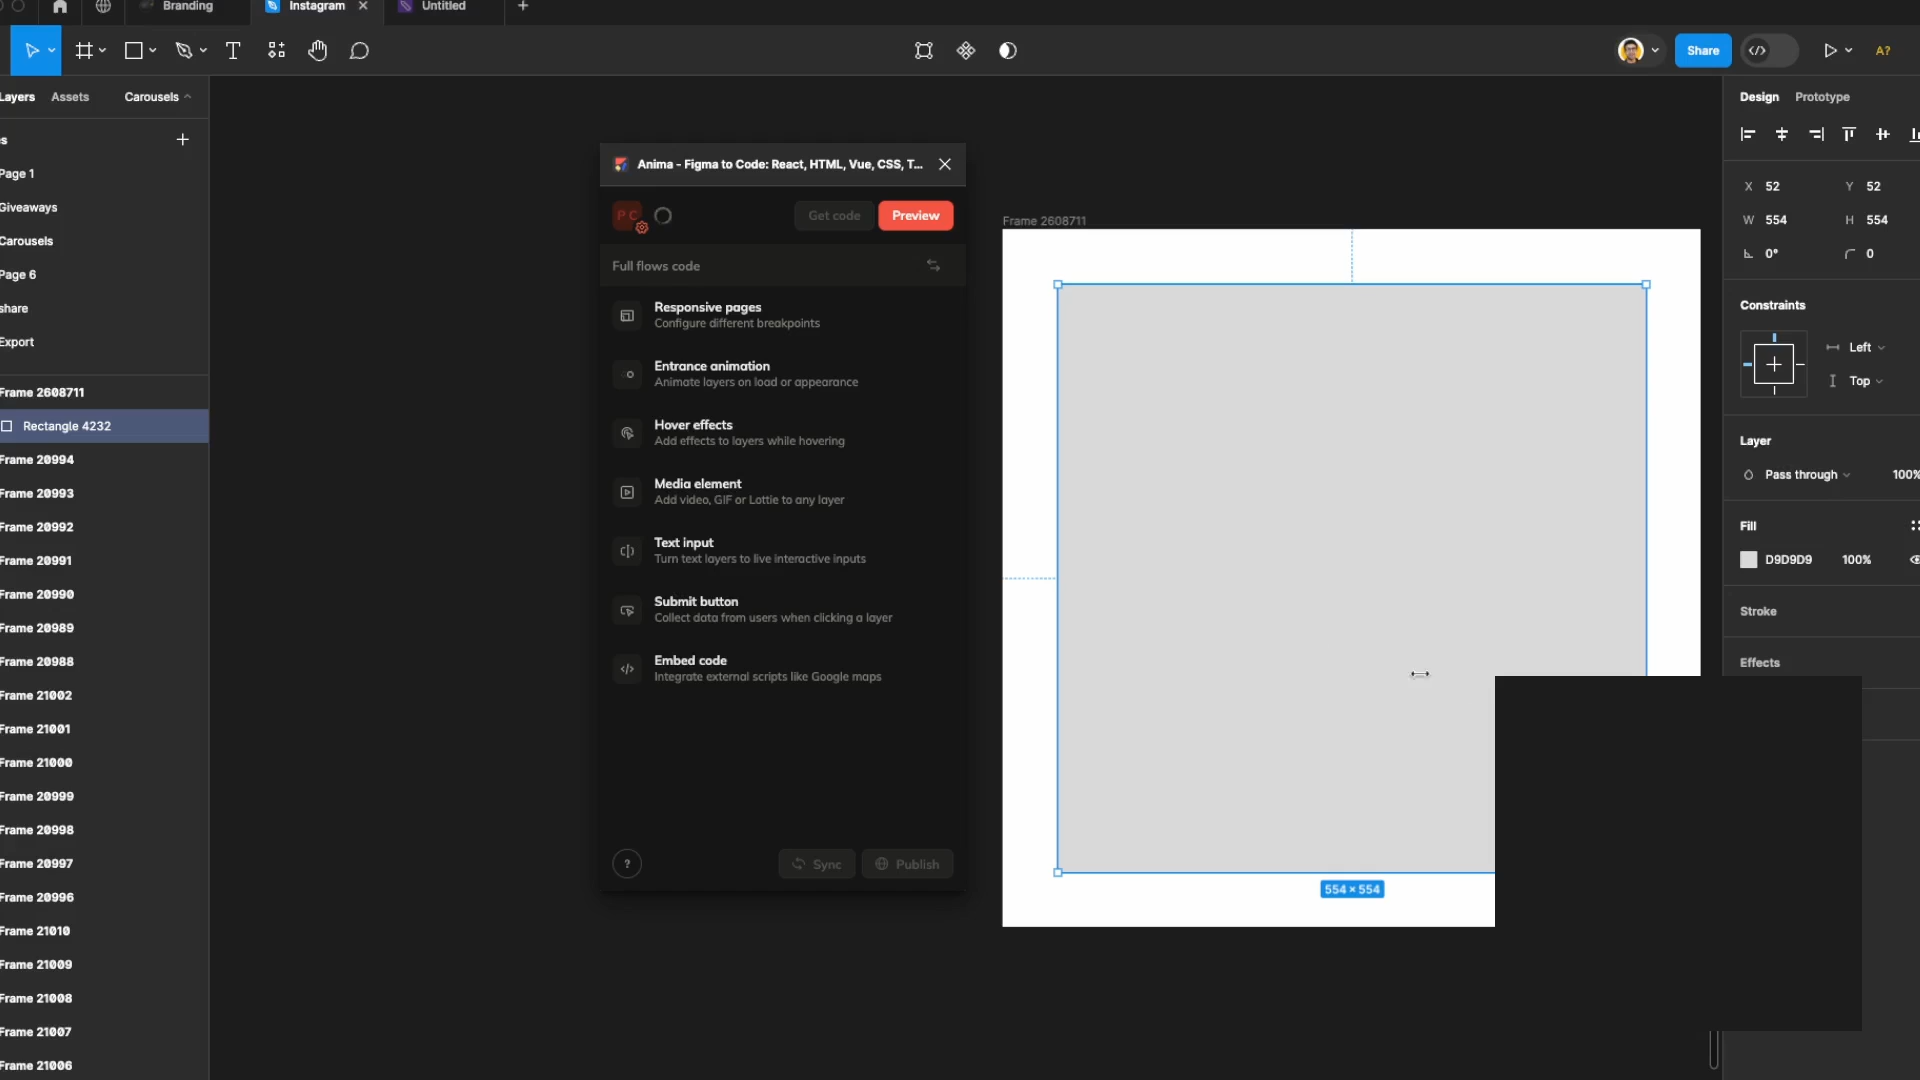 Branding
Instagram
Untitled
Share
A?
Layers
Assets
Carousels
s
Page 1
Giveaways
Carousels
Page 6
share
Export
Frame 2608711
Rectangle 4232
Frame 20994
Frame 20993
Frame 20992
Frame 20991
Frame 20990
Frame 20989
Frame 20988
Frame 21002
Frame 21001
Frame 21000
Frame 20999
Frame 20998
Frame 20997
Frame 20996
Frame 21010
Frame 21009
Frame 21008
Frame 21007
Frame 21006
Anima - Figma to Code: React, HTML, Vue, CSS, T...
P C
Get code
Preview
Full flows code
Responsive pages
Configure different breakpoints
Entrance animation
Animate layers on load or appearance
Hover effects
Add effects to layers while hovering
Media element
Add video, GIF or Lottie to any layer
Text input
Turn text layers to live interactive inputs
Submit button
Collect data from users when clicking a layer
Embed code
Integrate external scripts like Google maps
?
Sync
Publish
Frame 2608711
554 × 554
Design
Prototype
X 52
Y 52
W 554
H 554
0°
0
Constraints
Left
Top
Layer
Pass through
100%
Fill
D9D9D9
100%
Stroke
Effects